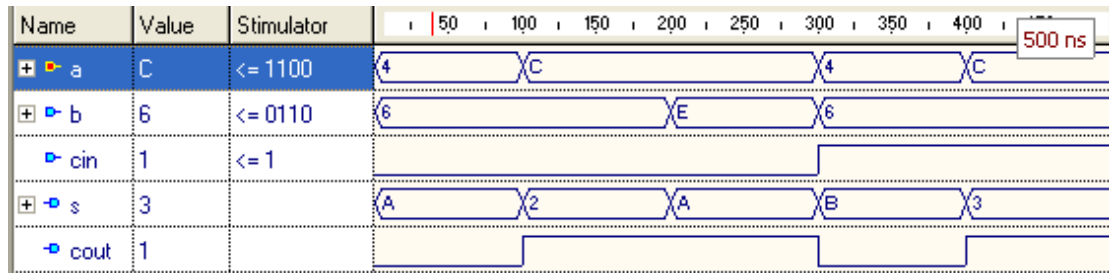 Name Value Stimulator 50 100 150 200 250 300 350 400
500 ns
a C <= 1100 4 C 4 C
b 6 <= 0110 6 E 6
cin 1 <= 1
s 3 A 2 A B 3
cout 1